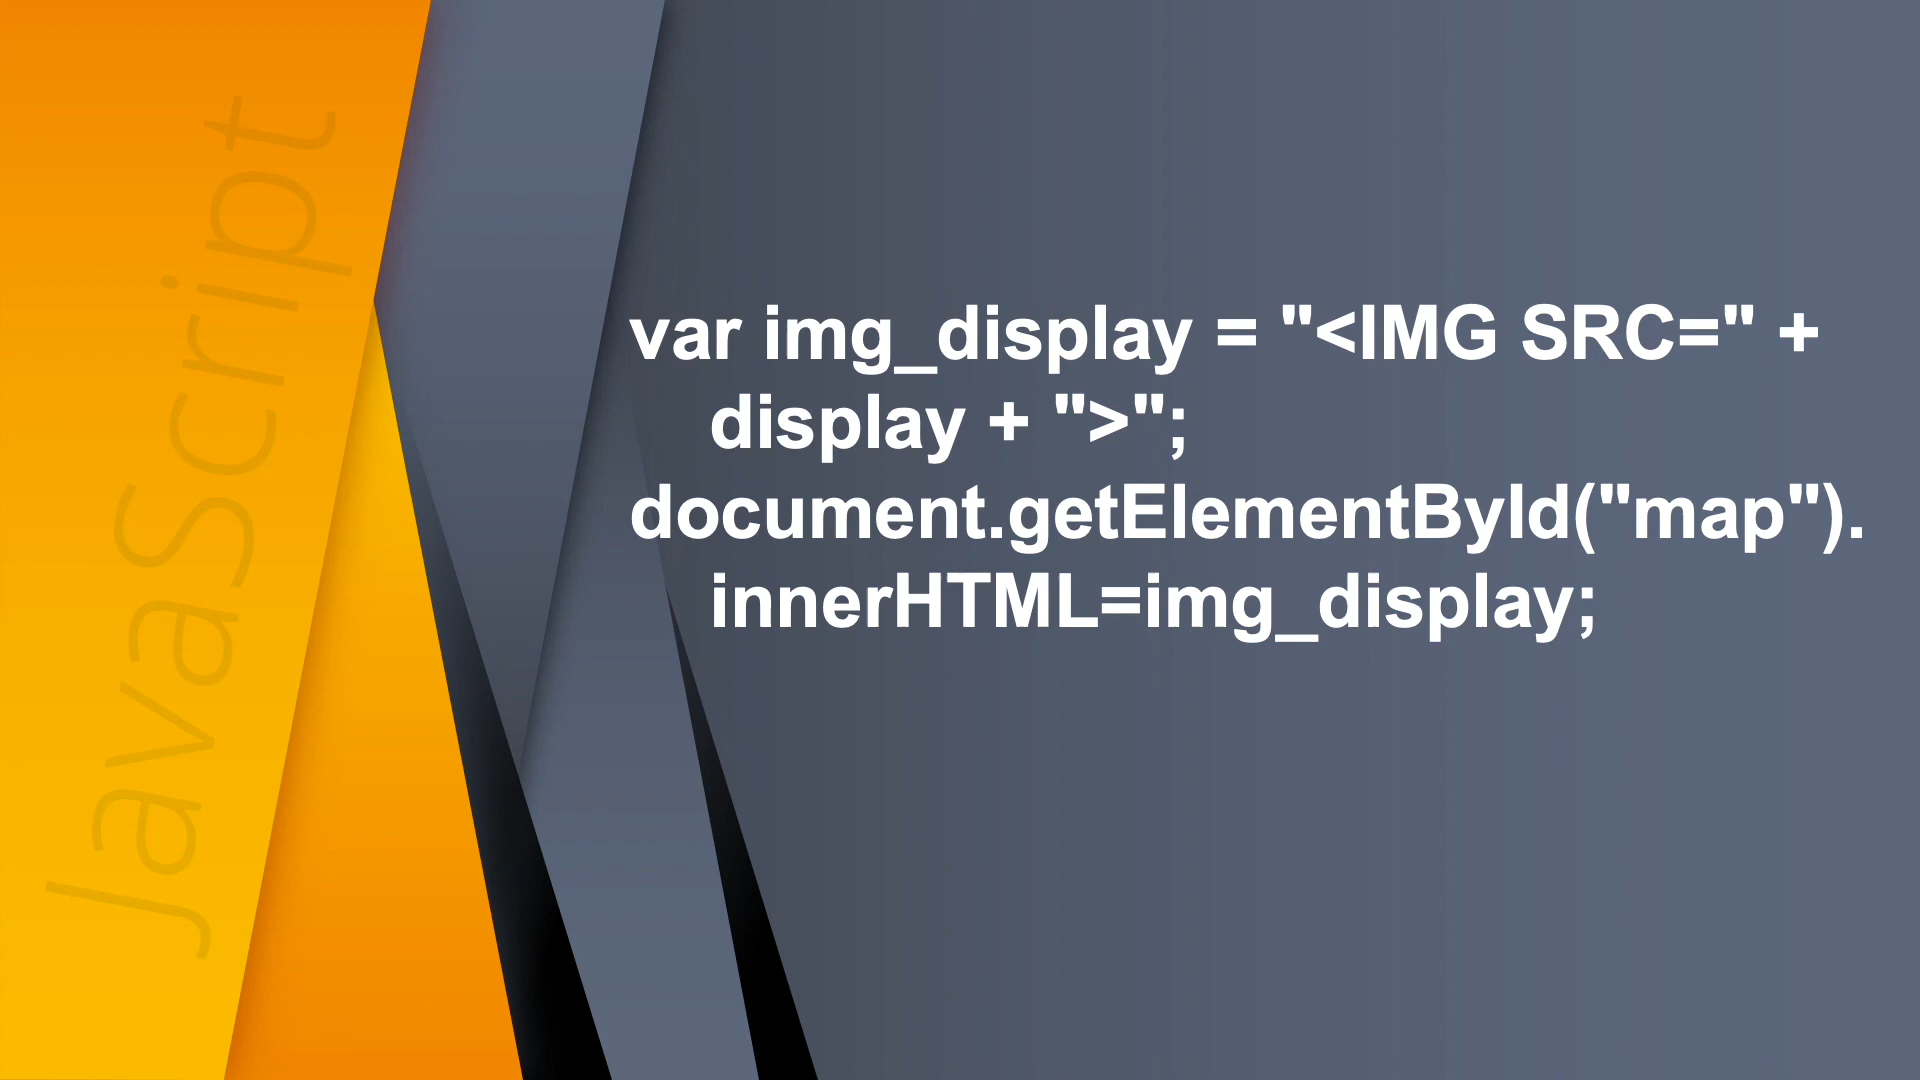 JavaScript
var img_display = "<IMG SRC=" +
display + ">";
document.getElementById("map").
innerHTML=img_display;